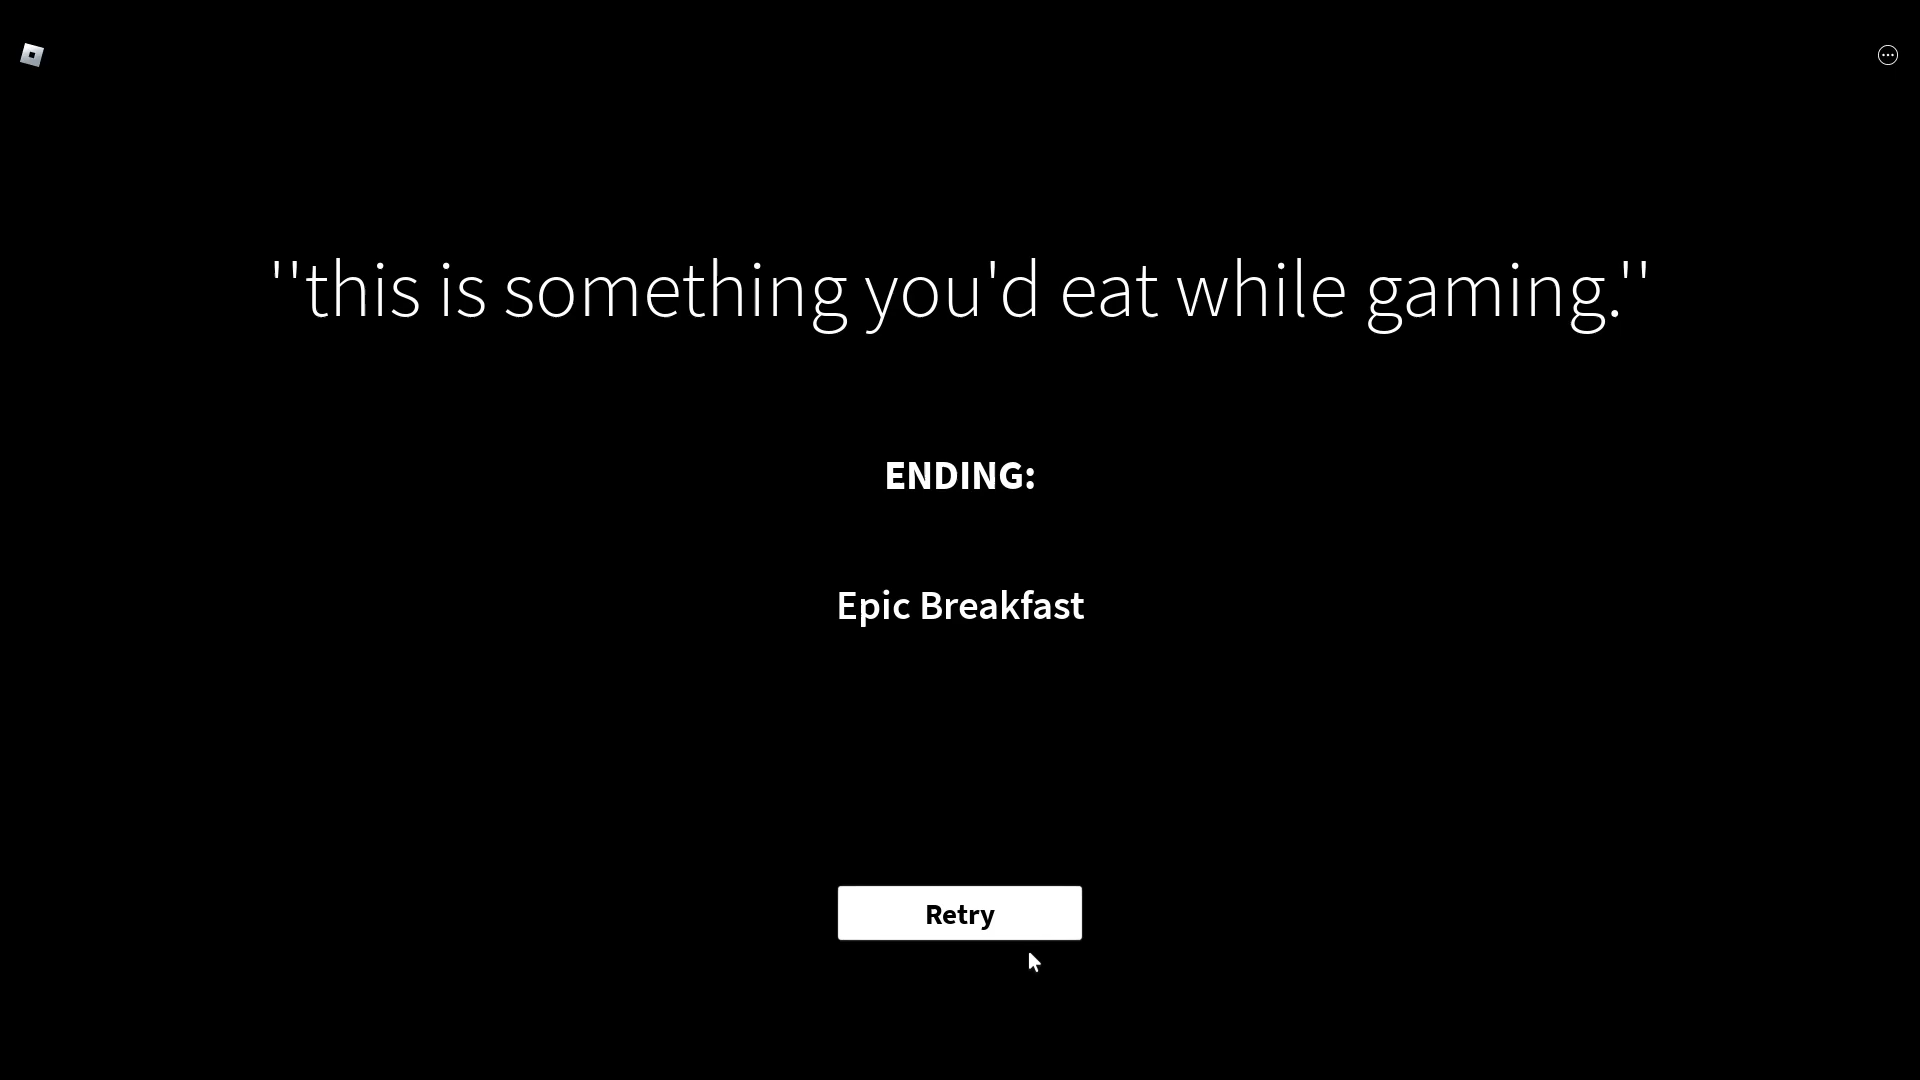 ''this is something you'd eat while gaming.''
ENDING:
Epic Breakfast
Retry